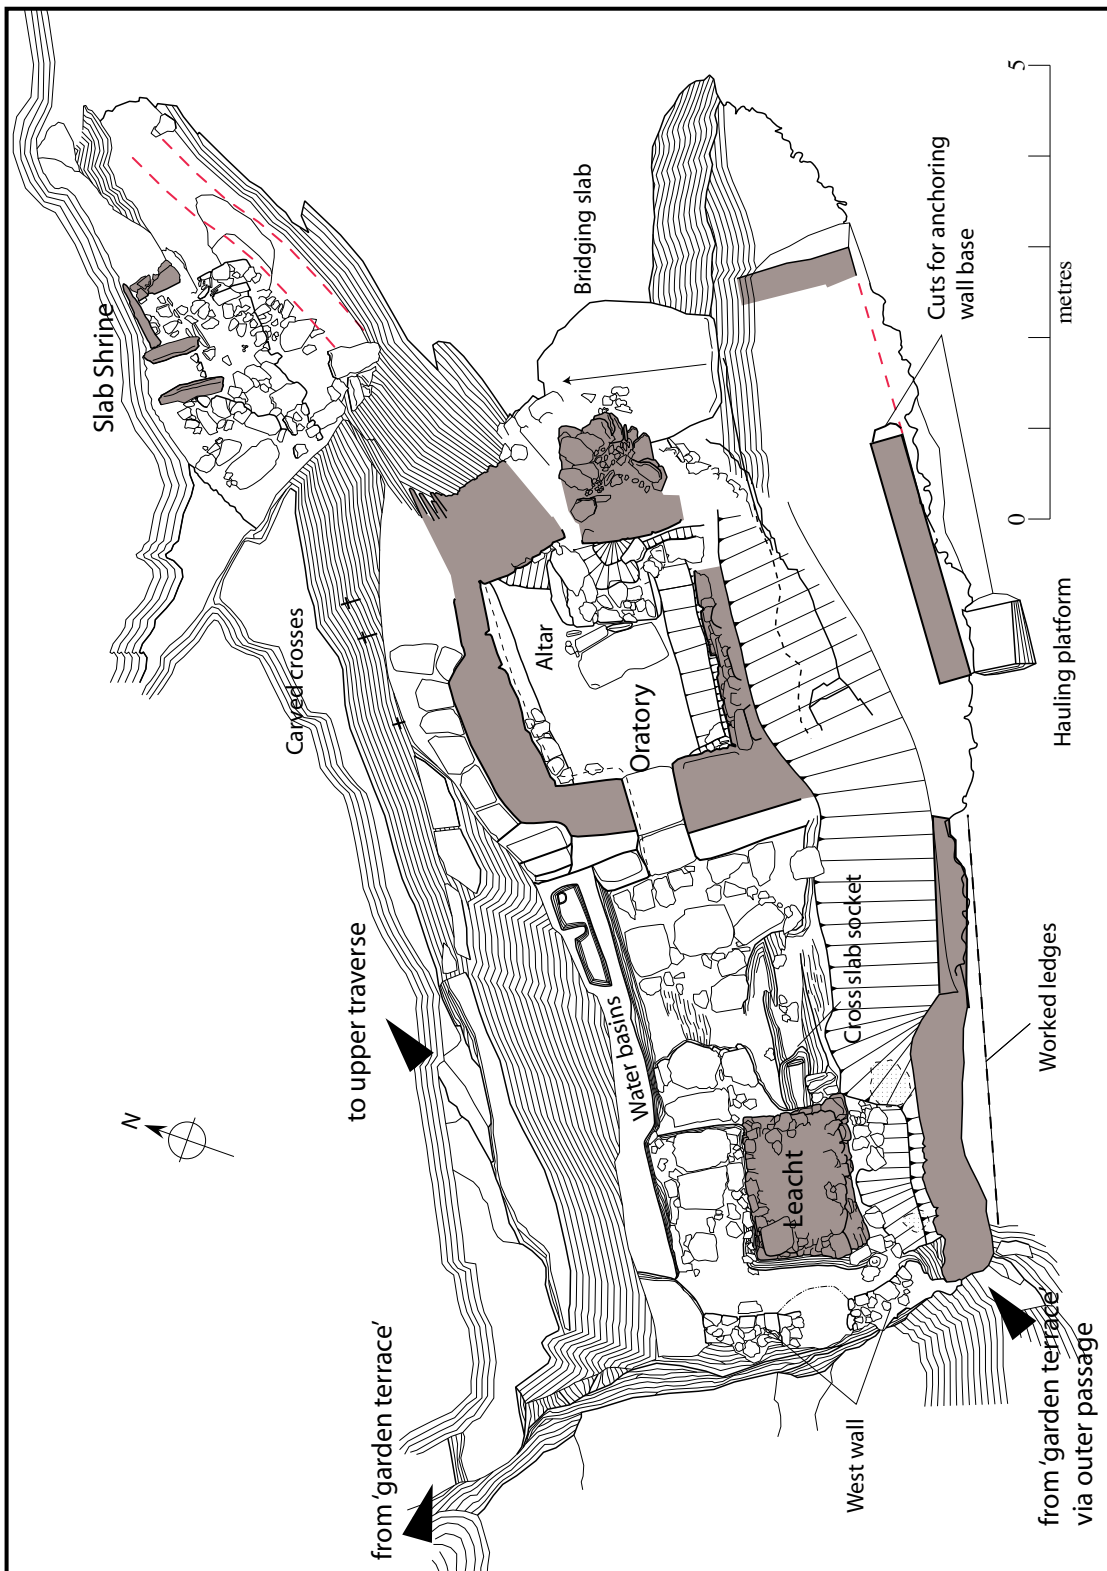 from ‘garden terrace’
to upper traverse
N
Carved crosses
Slab Shrine
Water basins
Altar
Oratory
Bridging slab
Leacht
Cross slab socket
West wall
from ‘garden terrace’
via outer passage
Worked ledges
Hauling platform
Cuts for anchoring
wall base
0
5
metres